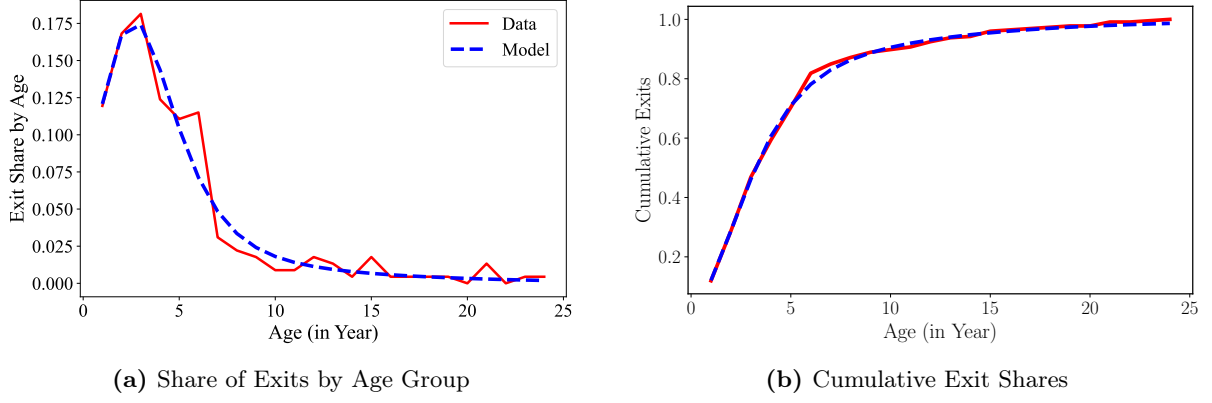 0.175
0.150
0.125
0.100
0.075
0.050
0.025
0.000
Exit Share by Age
Data
Model
0 5 10 15 20 25
Age (in Year)
(a) Share of Exits by Age Group
1.0
0.8
0.6
0.4
0.2
Cumulative Exits
0 5 10 15 20 25
Age (in Year)
(b) Cumulative Exit Shares